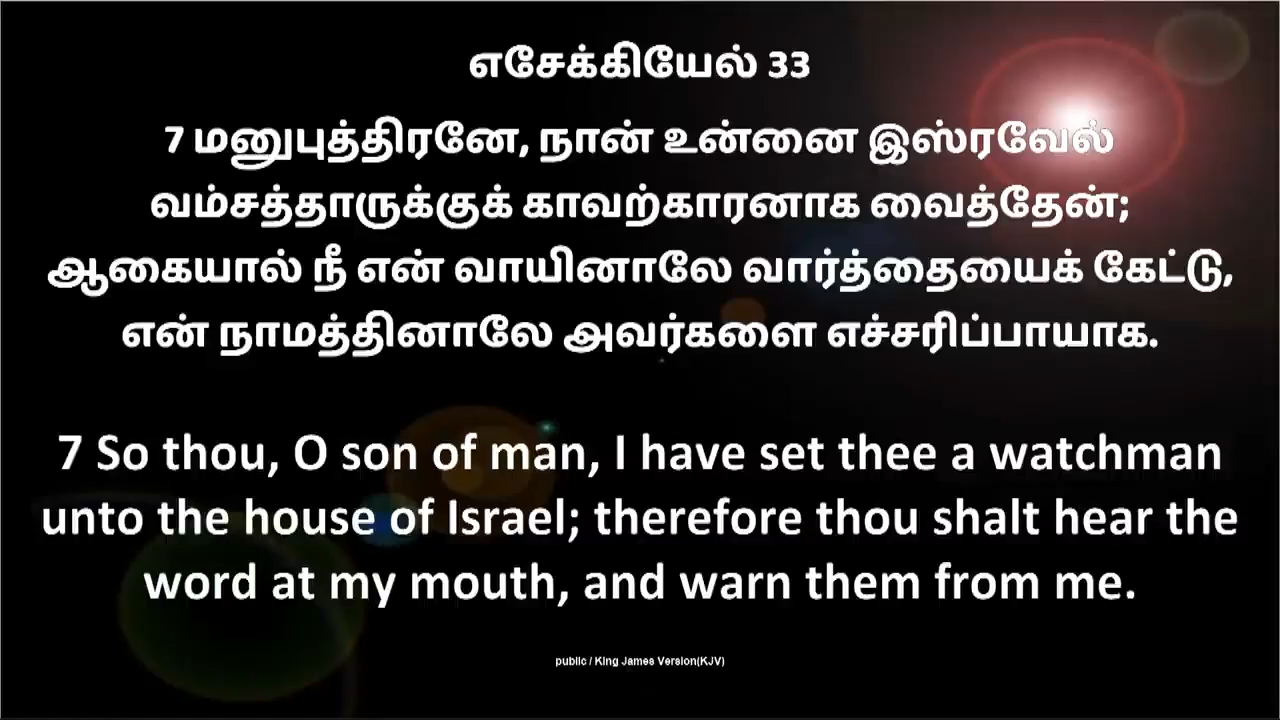 எசேக்கியேல் 33
7 மனுபுத்திரனே, நான் உன்னை இஸ்ரவேல்
வம்சத்தாருக்குக் காவற்காரனாக வைத்தேன்;
ஆகையால் நீ என் வாயினாலே வார்த்தையைக் கேட்டு,
என் நாமத்தினாலே அவர்களை எச்சரிப்பாயாக.
7 So thou, O son of man, I have set thee a watchman
unto the house of Israel; therefore thou shalt hear the
word at my mouth, and warn them from me.
public / King James Version(KJV)